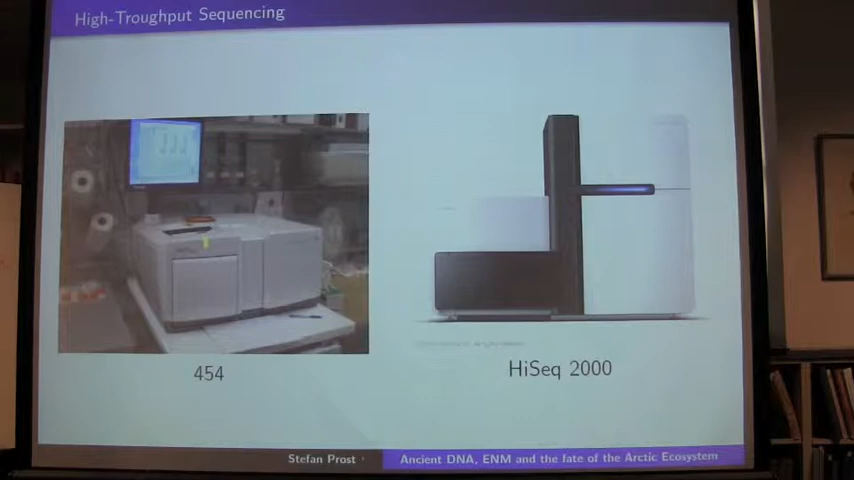 High-Troughput Sequencing
454
HiSeq 2000
Stefan Prost
Ancient DNA, ENM and the fate of the Arctic Ecosystem